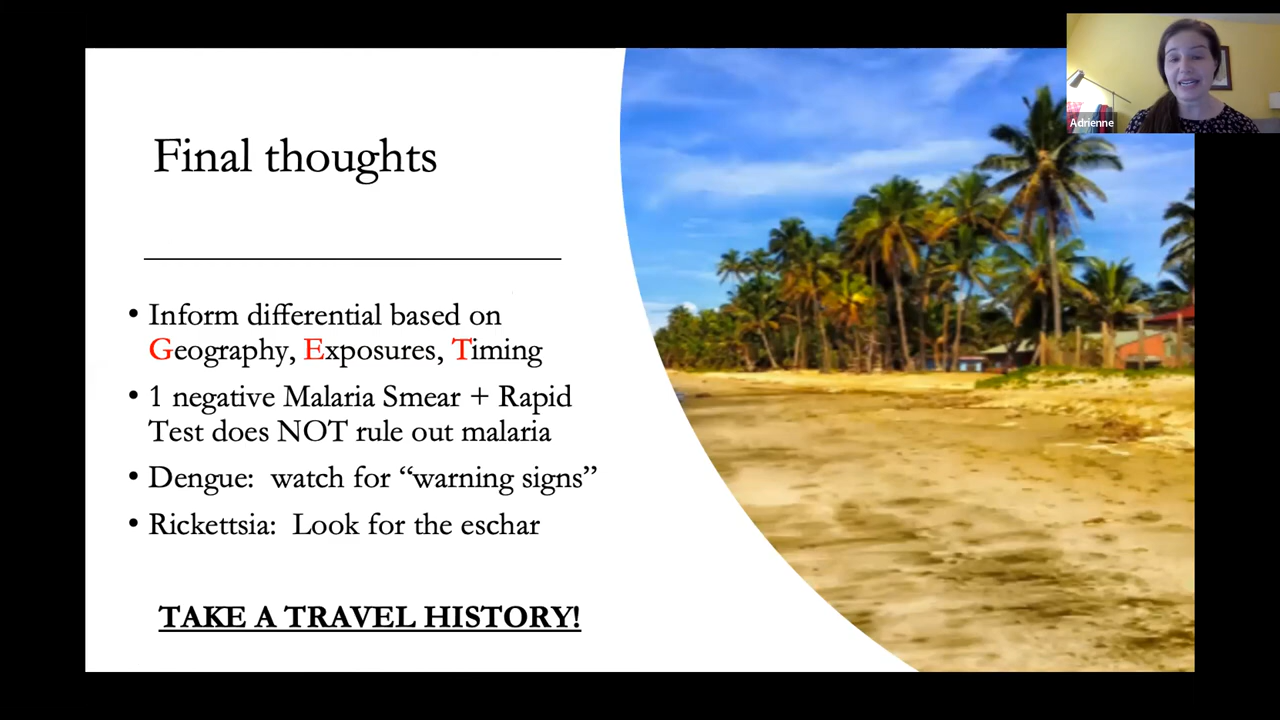 Adrienne
Final thoughts
• Inform differential based on
Geography, Exposures, Timing
• 1 negative Malaria Smear + Rapid
Test does NOT rule out malaria
• Dengue:  watch for “warning signs”
• Rickettsia:  Look for the eschar
TAKE A TRAVEL HISTORY!